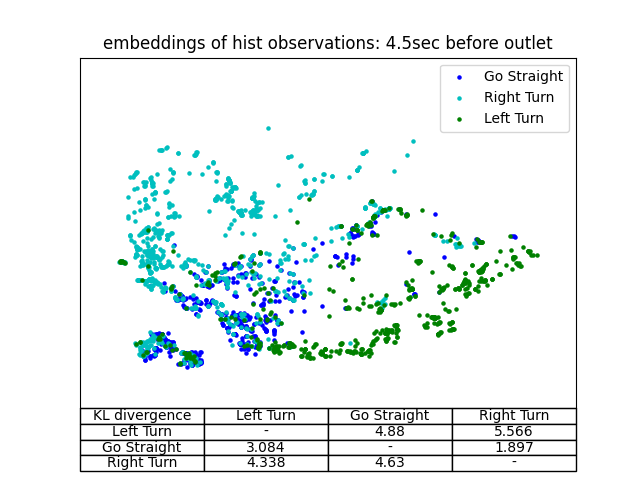 embeddings of hist observations: 4.5sec before outlet
Go Straight
Right Turn
Left Turn
KL divergence Left Turn Go Straight Right Turn
Left Turn - 4.88 5.566
Go Straight 3.084 - 1.897
Right Turn 4.338 4.63 -